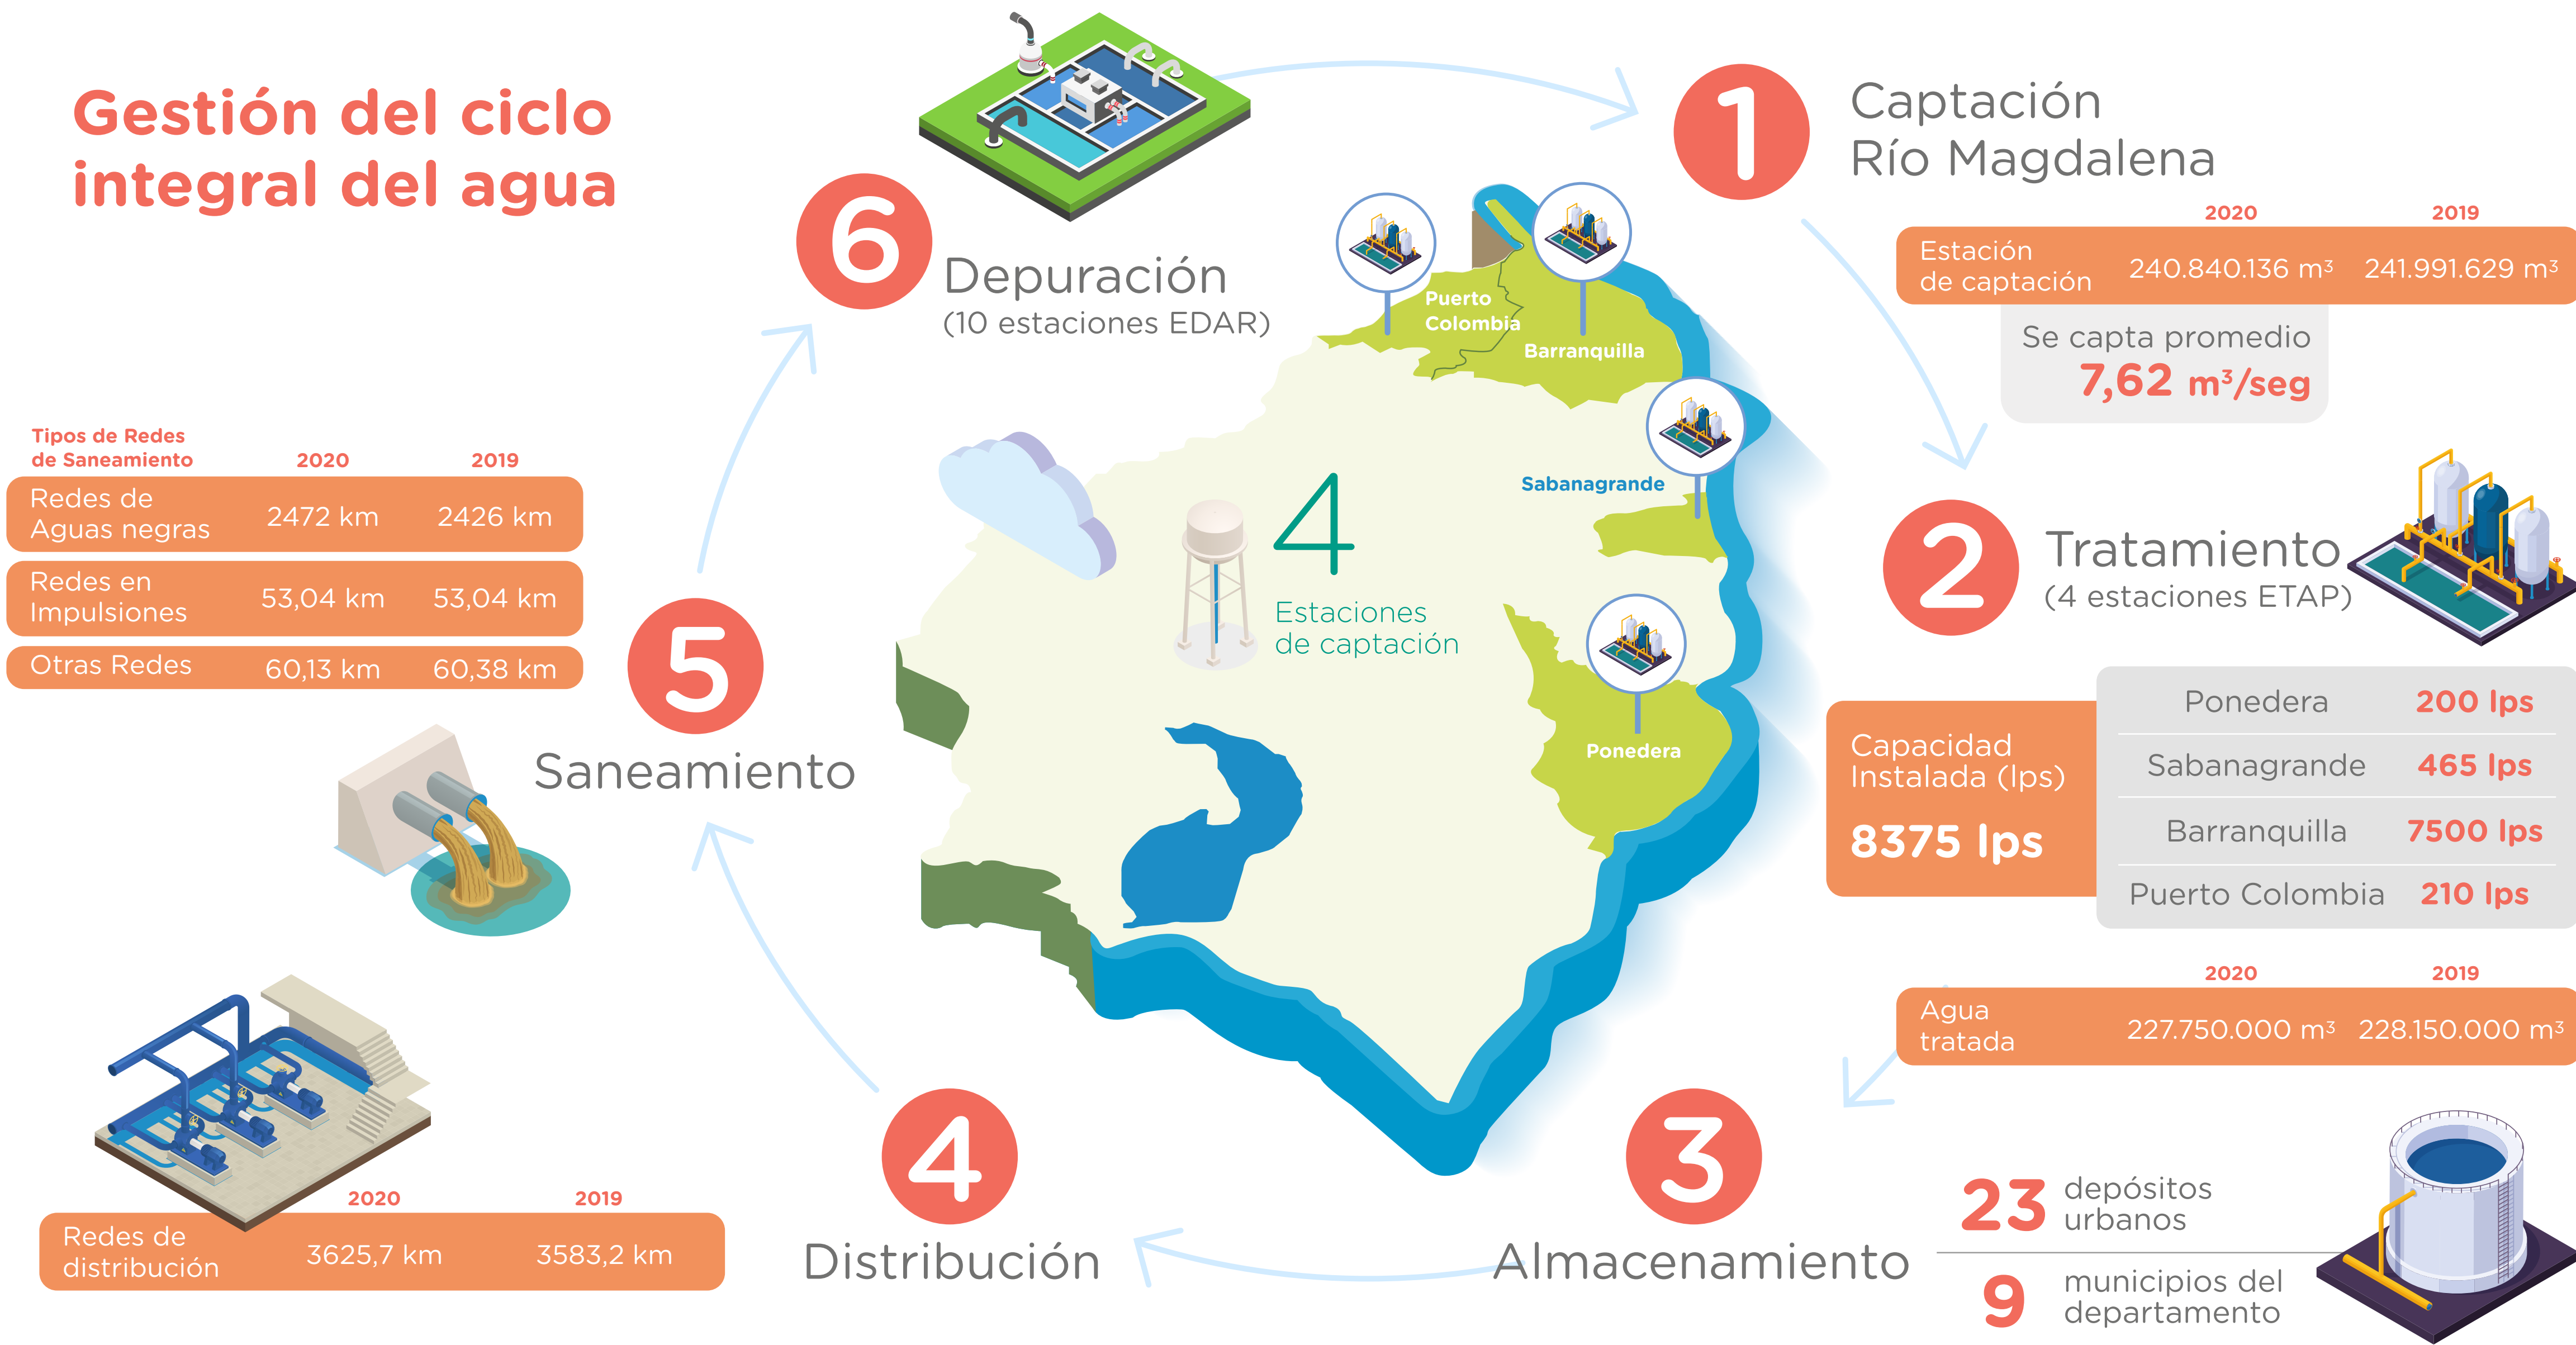 Gestión del ciclo
integral del agua
1
Captación
Río Magdalena
2020 2019
Estación
de captación 240.840.136 m³ 241.991.629 m³
Se capta promedio
7,62 m³/seg
2
Tratamiento
(4 estaciones ETAP)
Capacidad
Instalada (lps)
8375 lps
Ponedera 200 lps
Sabanagrande 465 lps
Barranquilla 7500 lps
Puerto Colombia 210 lps
2020 2019
Agua
tratada 227.750.000 m³ 228.150.000 m³
3
Almacenamiento
23 depósitos
urbanos
9 municipios del
departamento
4
Distribución
2020 2019
Redes de
distribución 3625,7 km 3583,2 km
5
Saneamiento
Tipos de Redes
de Saneamiento 2020 2019
Redes de
Aguas negras 2472 km 2426 km
Redes en
Impulsiones 53,04 km 53,04 km
Otras Redes 60,13 km 60,38 km
6
Depuración
(10 estaciones EDAR)
Puerto
Colombia
Barranquilla
Sabanagrande
4
Estaciones
de captación
Ponedera